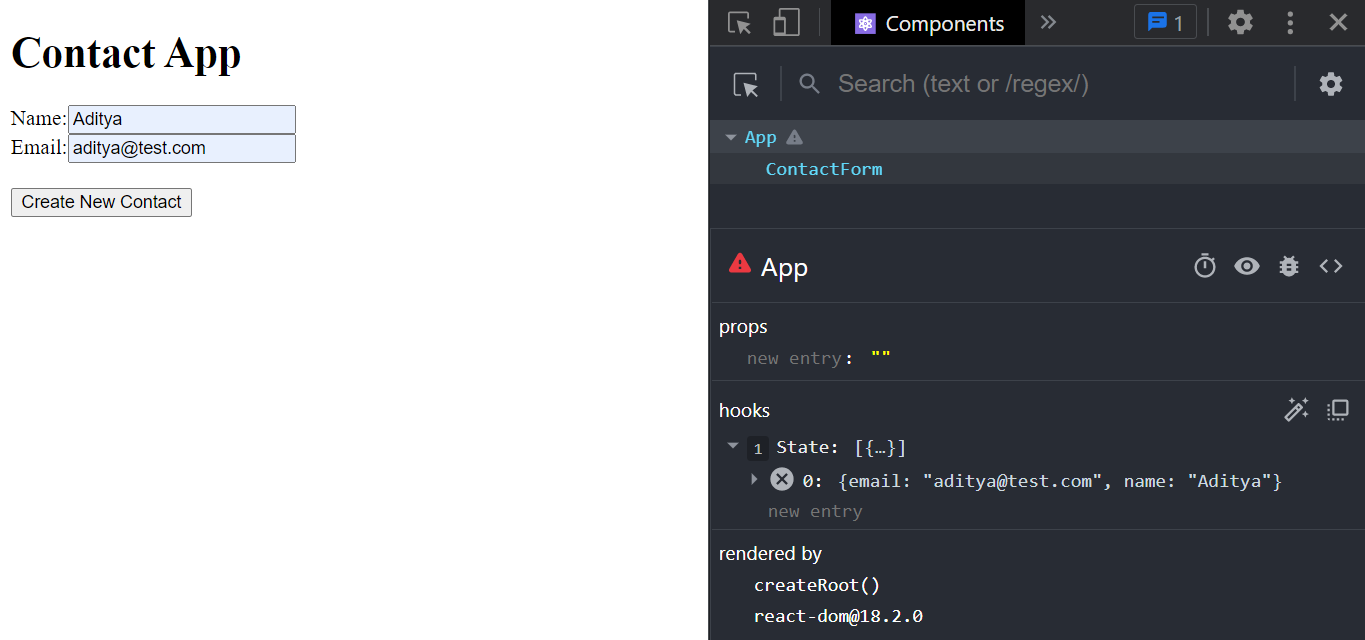 Contact App
Name: Aditya
Email: aditya@test.com
Create New Contact
Components » 1
Search (text or /regex/)
App
ContactForm
App
props
new entry: ""
hooks
1 State: [{…}]
0: {email: "aditya@test.com", name: "Aditya"}
new entry
rendered by
createRoot()
react-dom@18.2.0